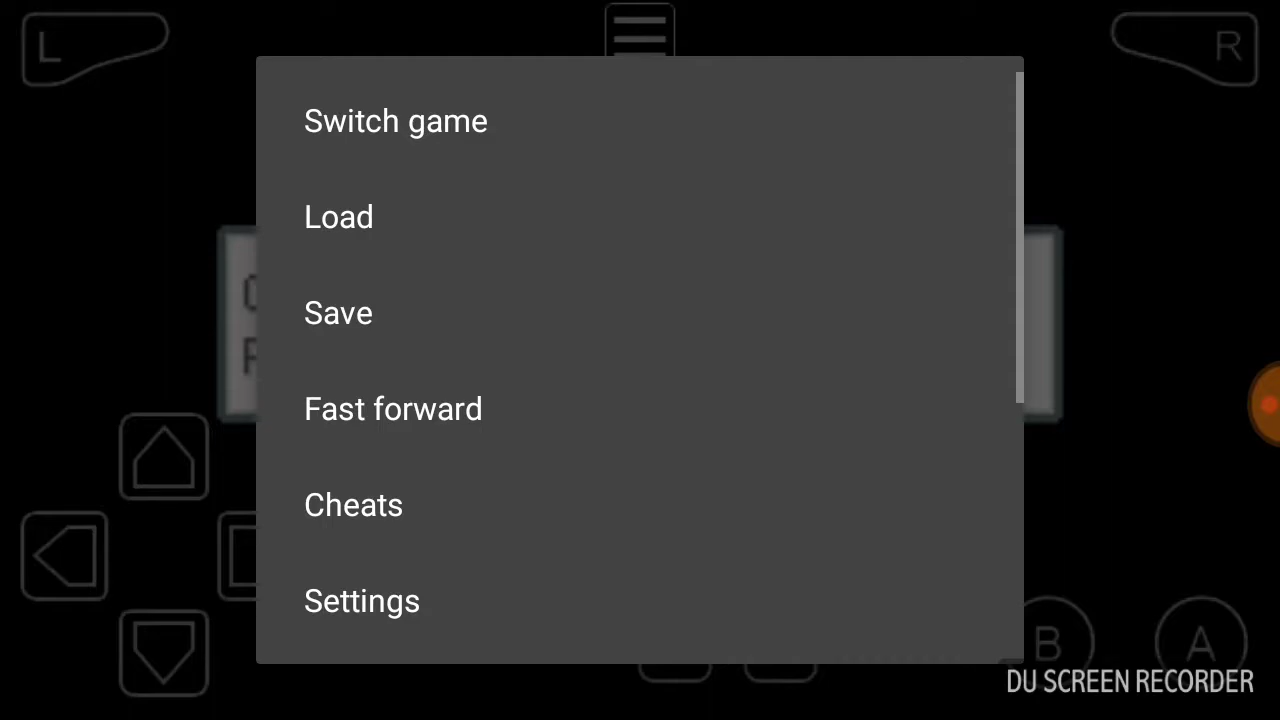 L
R
Switch game
Load
Save
Fast forward
Cheats
Settings
B
A
DU SCREEN RECORDER